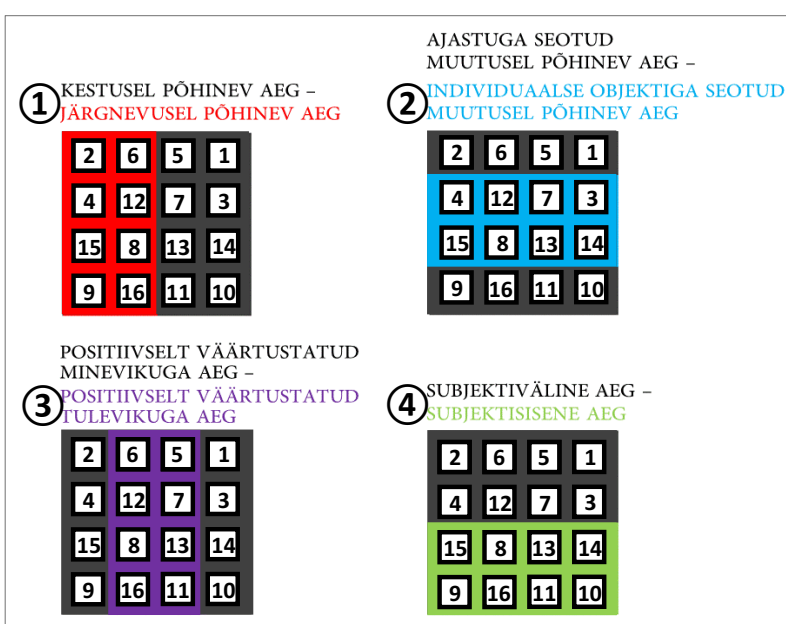 1
KESTUSEL PÕHINEV AEG –
JÄRGNEVUSEL PÕHINEV AEG
2 6 5 1
4 12 7 3
15 8 13 14
9 16 11 10
AJASTUGA SEOTUD
MUUTUSEL PÕHINEV AEG –
2
INDIVIDUAALSE OBJEKTIGA SEOTUD
MUUTUSEL PÕHINEV AEG
2 6 5 1
4 12 7 3
15 8 13 14
9 16 11 10
POSITIIVSELT VÄÄRTUSTATUD
MINEVIKUGA AEG –
3
POSITIIVSELT VÄÄRTUSTATUD
TULEVIKUGA AEG
2 6 5 1
4 12 7 3
15 8 13 14
9 16 11 10
4
SUBJEKTIVÄLINE AEG –
SUBJEKTISISENE AEG
2 6 5 1
4 12 7 3
15 8 13 14
9 16 11 10